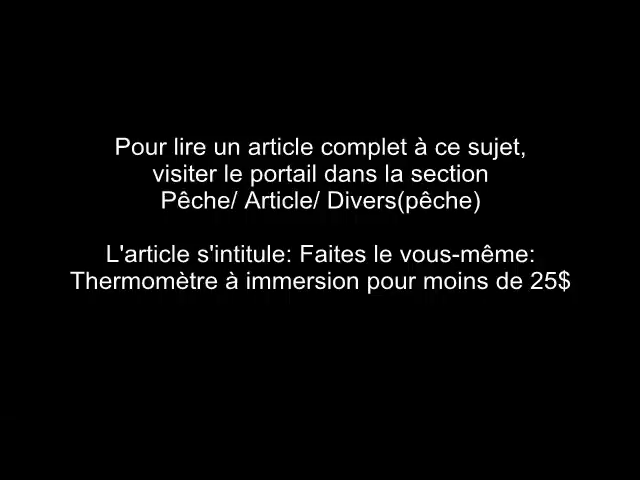 Pour lire un article complet à ce sujet,
visiter le portail dans la section
Pêche/ Article/ Divers(pêche)
L'article s'intitule: Faites le vous-même:
Thermomètre à immersion pour moins de 25$